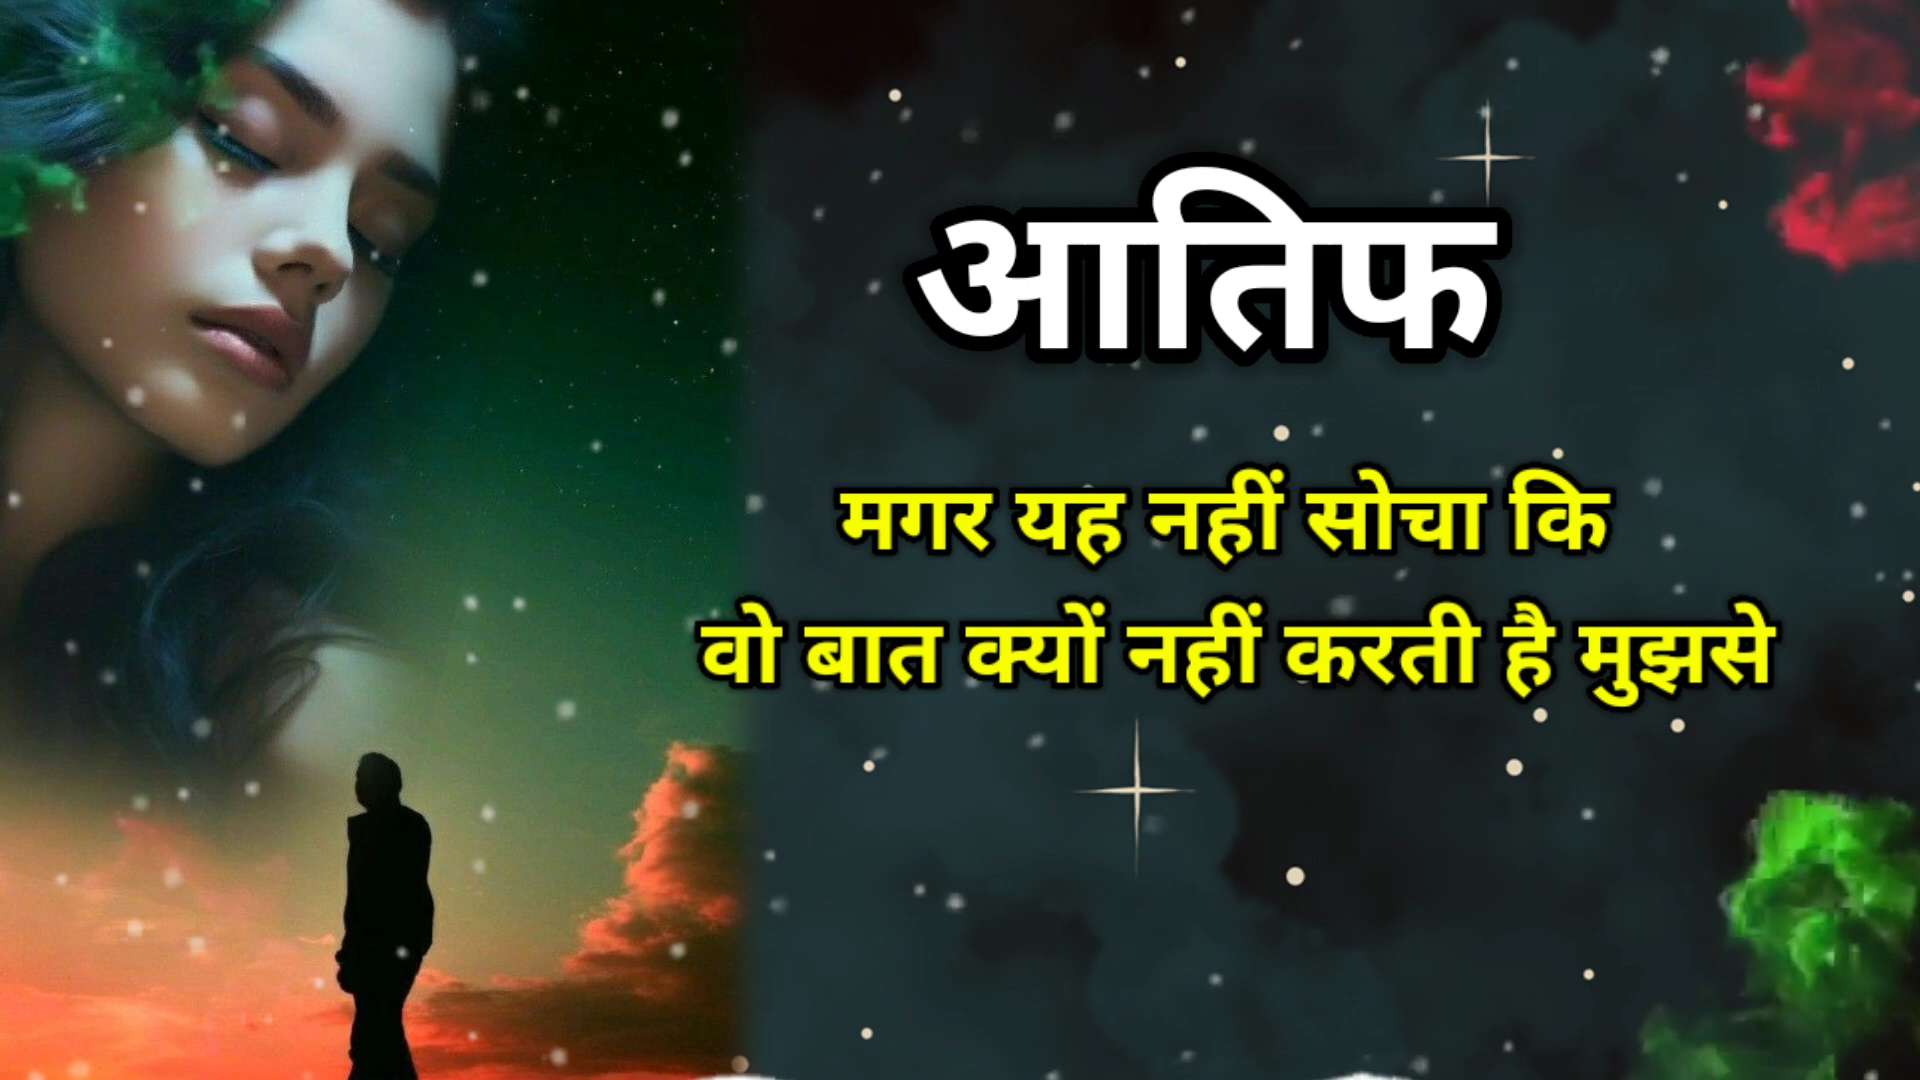 आतिफ
मगर यह नहीं सोचा कि
वो बात क्यों नहीं करती है मुझसे